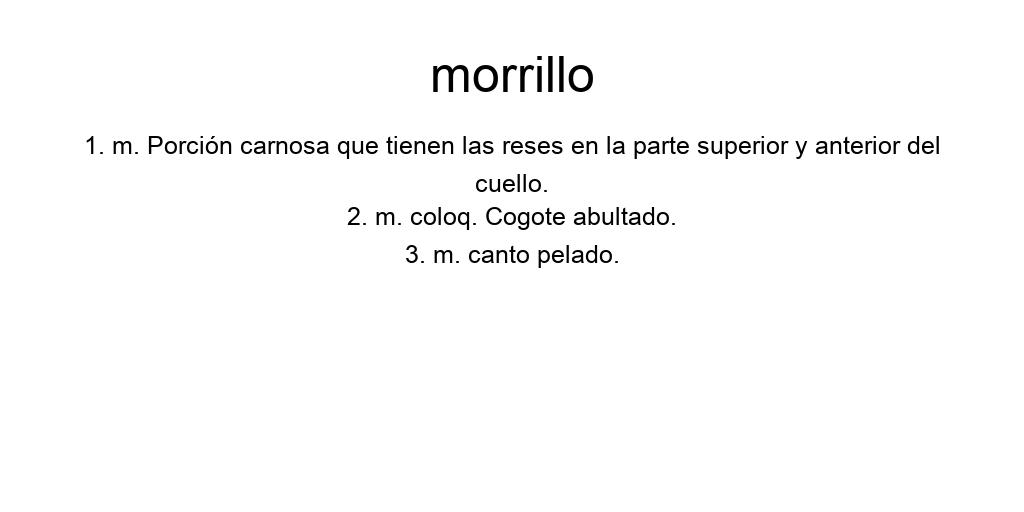 morrillo
1. m. Porción carnosa que tienen las reses en la parte superior y anterior del
cuello.
2. m. coloq. Cogote abultado.
3. m. canto pelado.